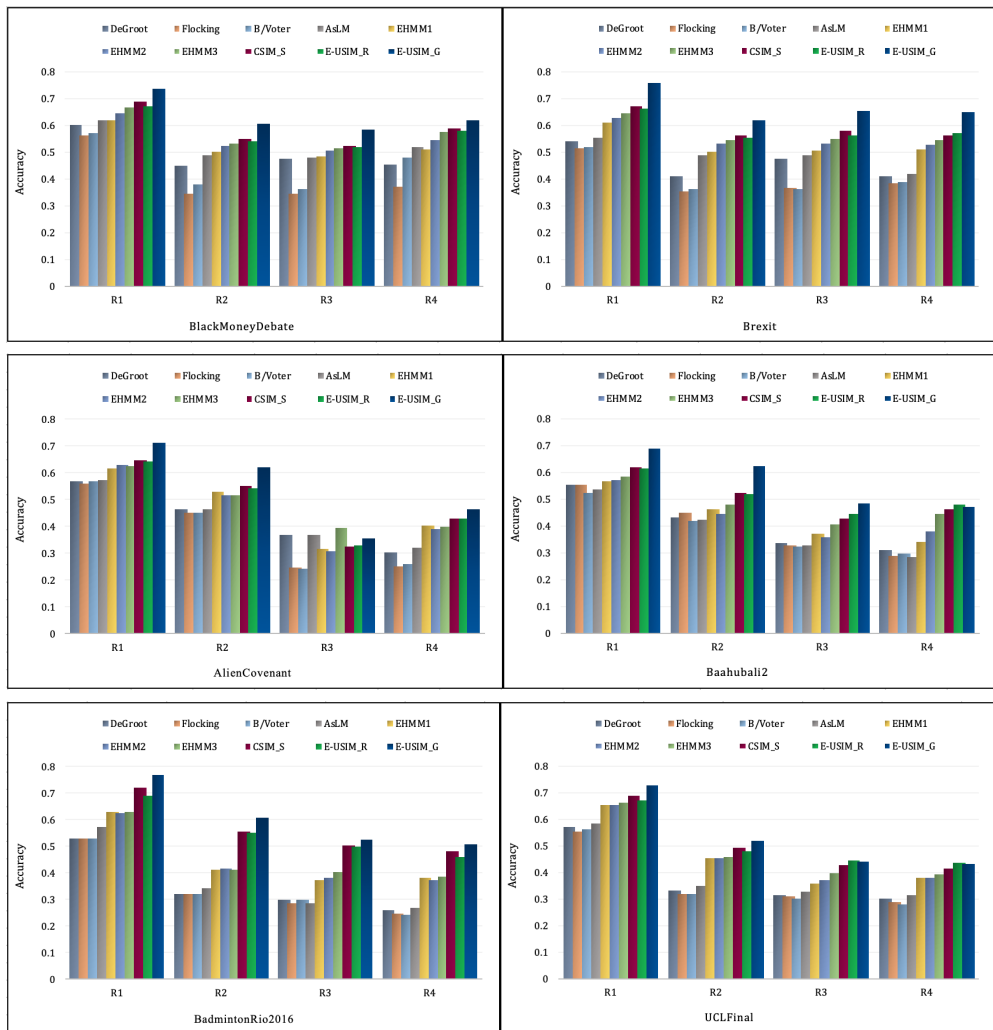 DeGroot Flocking B/Voter AsLM EHMM1
EHMM2 EHMM3 CSIM_S E-USIM_R E-USIM_G
0.8
0.7
0.6
0.5
0.4
0.3
0.2
0.1
0
Accuracy
R1 R2 R3 R4
BlackMoneyDebate
DeGroot Flocking B/Voter AsLM EHMM1
EHMM2 EHMM3 CSIM_S E-USIM_R E-USIM_G
0.8
0.7
0.6
0.5
0.4
0.3
0.2
0.1
0
Accuracy
R1 R2 R3 R4
Brexit
DeGroot Flocking B/Voter AsLM EHMM1
EHMM2 EHMM3 CSIM_S E-USIM_R E-USIM_G
0.8
0.7
0.6
0.5
0.4
0.3
0.2
0.1
0
Accuracy
R1 R2 R3 R4
AlienCovenant
DeGroot Flocking B/Voter AsLM EHMM1
EHMM2 EHMM3 CSIM_S E-USIM_R E-USIM_G
0.8
0.7
0.6
0.5
0.4
0.3
0.2
0.1
0
Accuracy
R1 R2 R3 R4
Baahubali2
DeGroot Flocking B/Voter AsLM EHMM1
EHMM2 EHMM3 CSIM_S E-USIM_R E-USIM_G
0.8
0.7
0.6
0.5
0.4
0.3
0.2
0.1
0
Accuracy
R1 R2 R3 R4
BadmintonRio2016
DeGroot Flocking B/Voter AsLM EHMM1
EHMM2 EHMM3 CSIM_S E-USIM_R E-USIM_G
0.8
0.7
0.6
0.5
0.4
0.3
0.2
0.1
0
Accuracy
R1 R2 R3 R4
UCLFinal